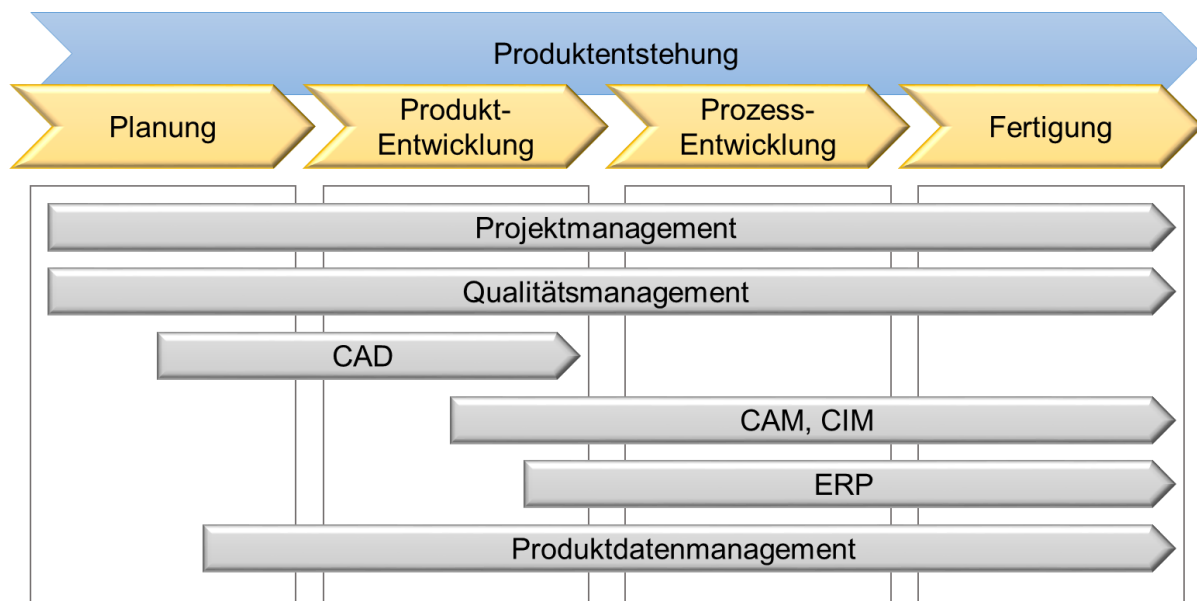 Produktentstehung
Planung
Produkt-
Entwicklung
Prozess-
Entwicklung
Fertigung
Projektmanagement
Qualitätsmanagement
CAD
CAM, CIM
ERP
Produktdatenmanagement